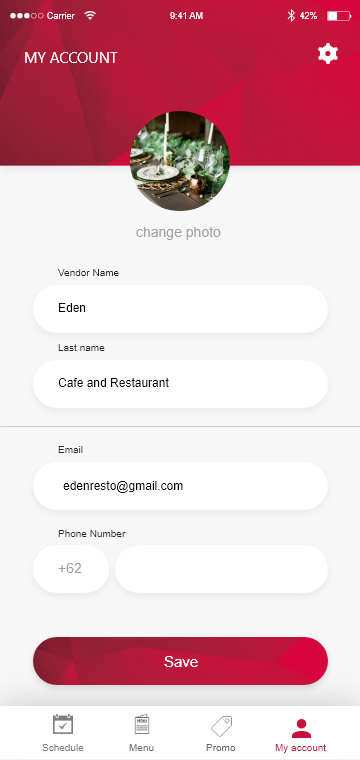 Carrier 9:41 AM 42%
MY ACCOUNT
change photo
Vendor Name
Eden
Last name
Cafe and Restaurant
Email
edenresto@gmail.com
Phone Number
+62
Save
MENU
Schedule Menu Promo My account